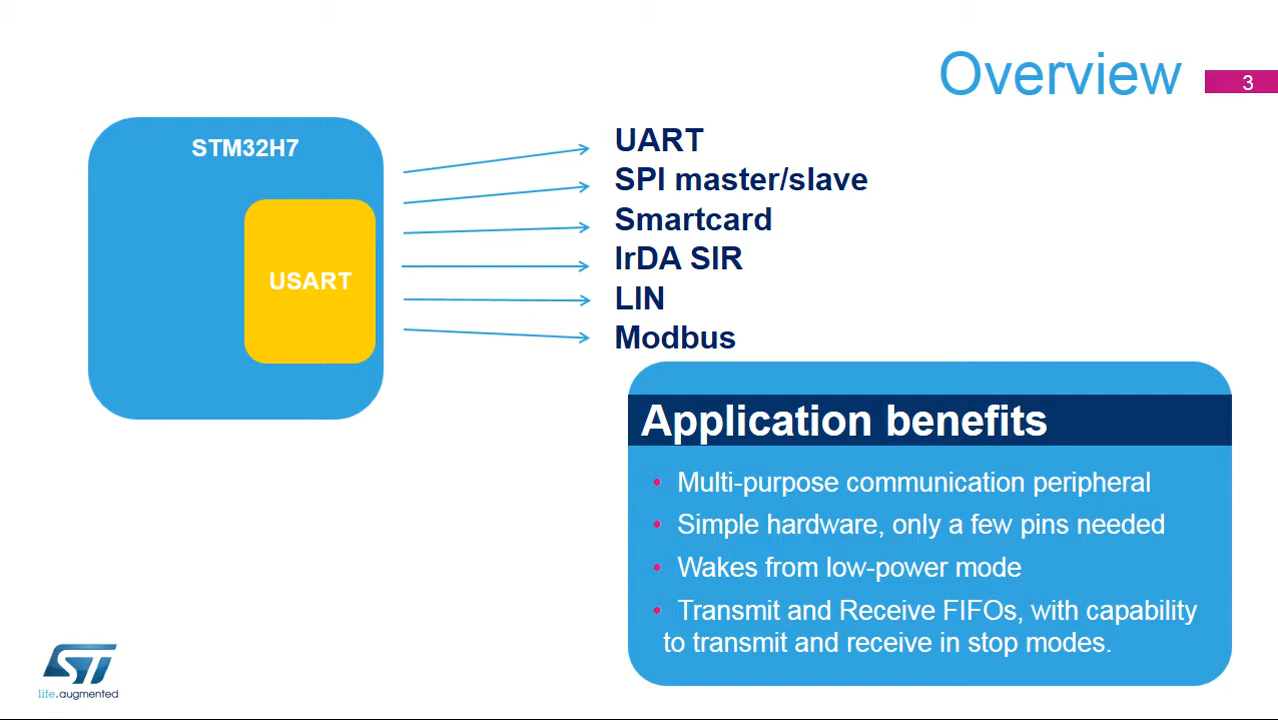 Overview
3
STM32H7
USART
UART
SPI master/slave
Smartcard
IrDA SIR
LIN
Modbus
Application benefits
• Multi-purpose communication peripheral
• Simple hardware, only a few pins needed
• Wakes from low-power mode
• Transmit and Receive FIFOs, with capability
to transmit and receive in stop modes.
ST
life.augmented